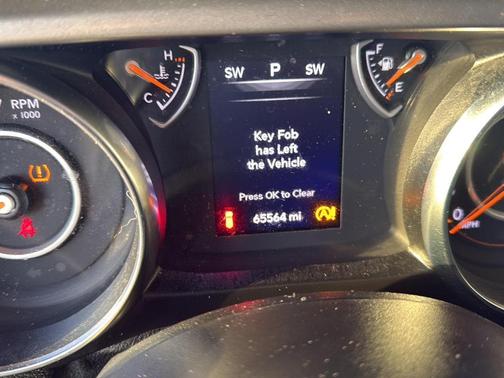 H
C
RPM
x 1000
SW P SW
F
E
Key Fob
has Left
the Vehicle
Press OK to Clear
65564 mi
A
0
MPH